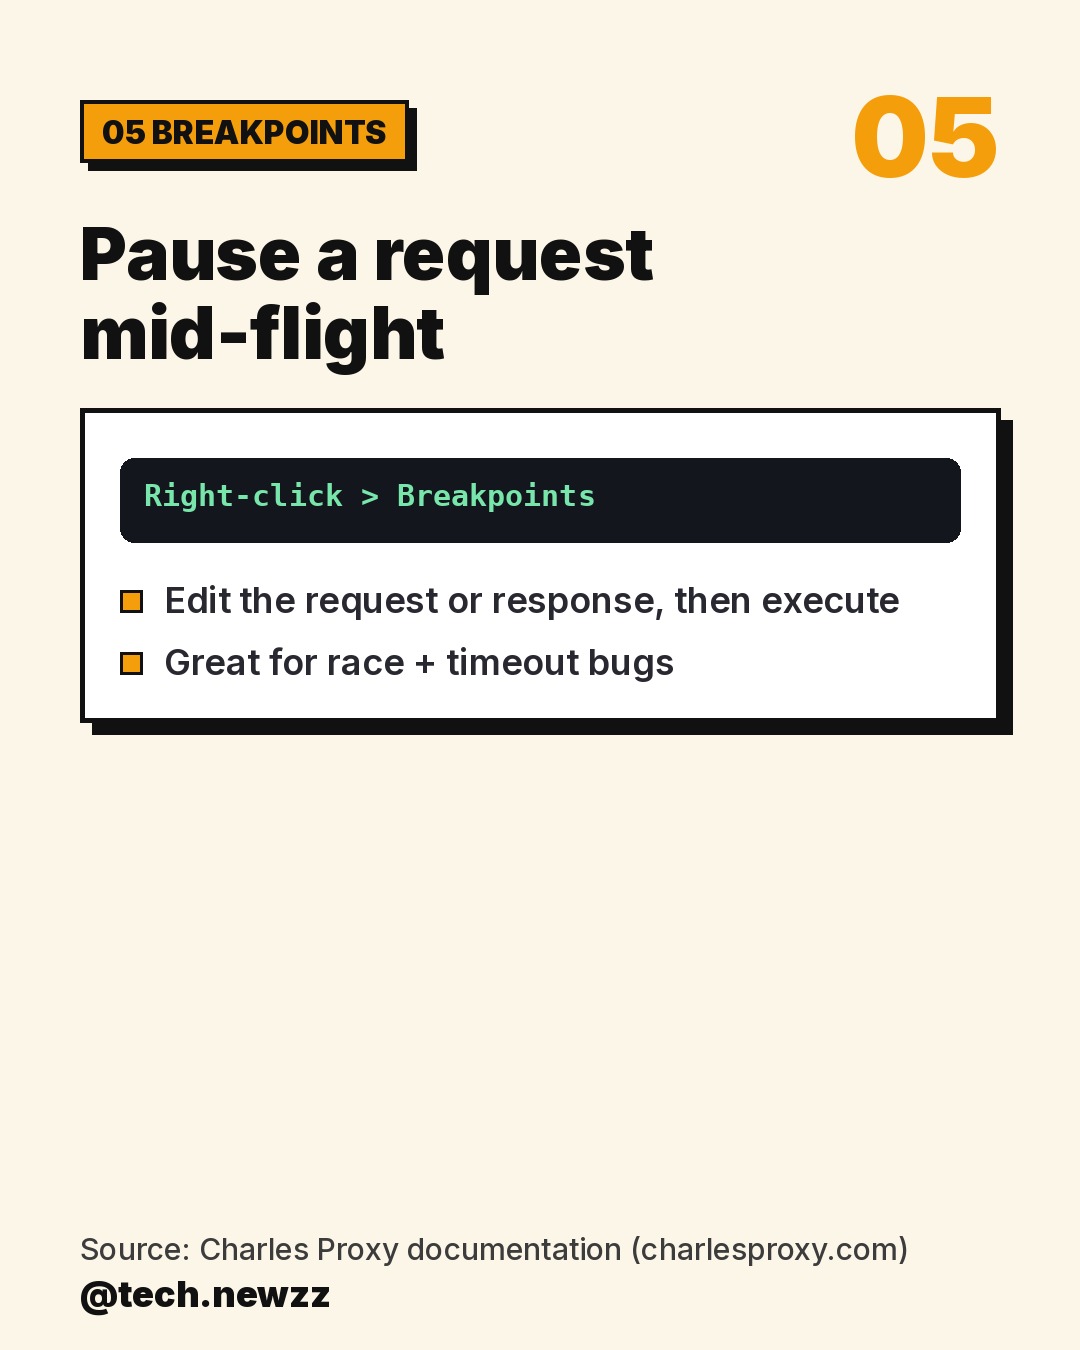 05 BREAKPOINTS
05
Pause a request
mid-flight
Right-click > Breakpoints
Edit the request or response, then execute
Great for race + timeout bugs
Source: Charles Proxy documentation (charlesproxy.com)
@tech.newzz